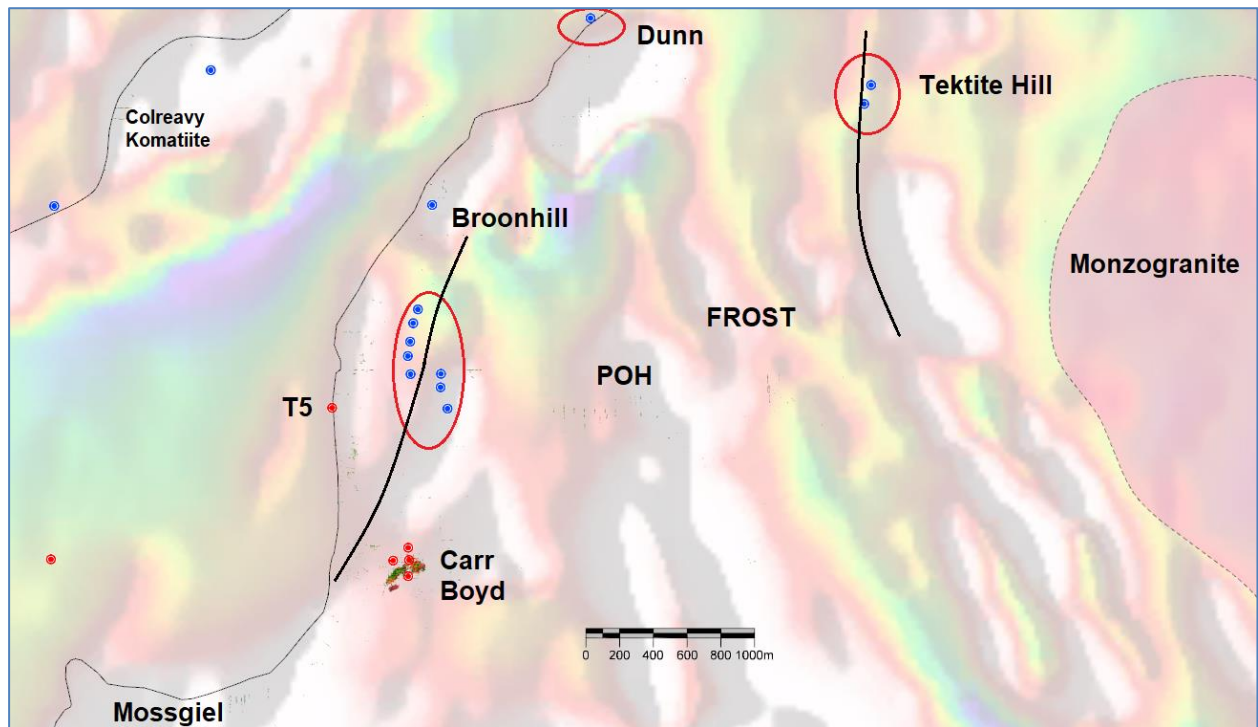 Dunn
Tektite Hill
Colreavy
Komatiite
Broonhill
Monzogranite
FROST
POH
T5
Carr
Boyd
0 200 400 600 800 1000m
Mossgiel